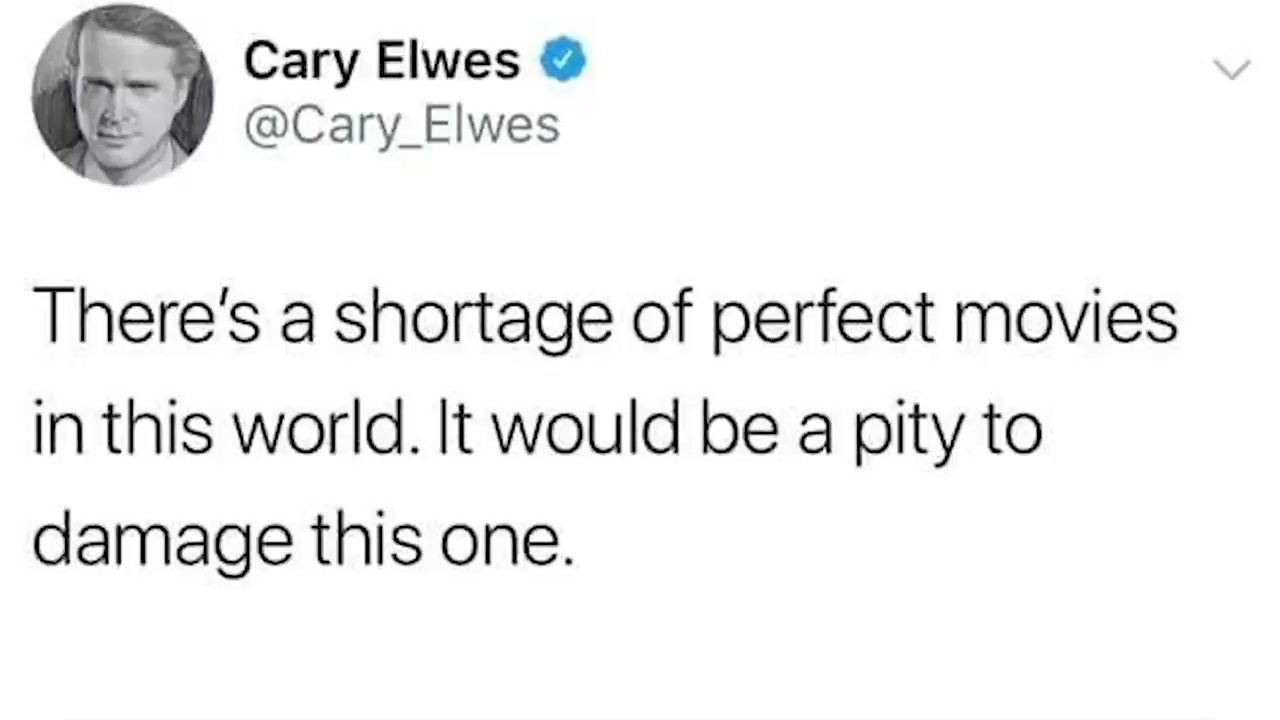 Cary Elwes
@Cary_Elwes
There's a shortage of perfect movies
in this world. It would be a pity to
damage this one.